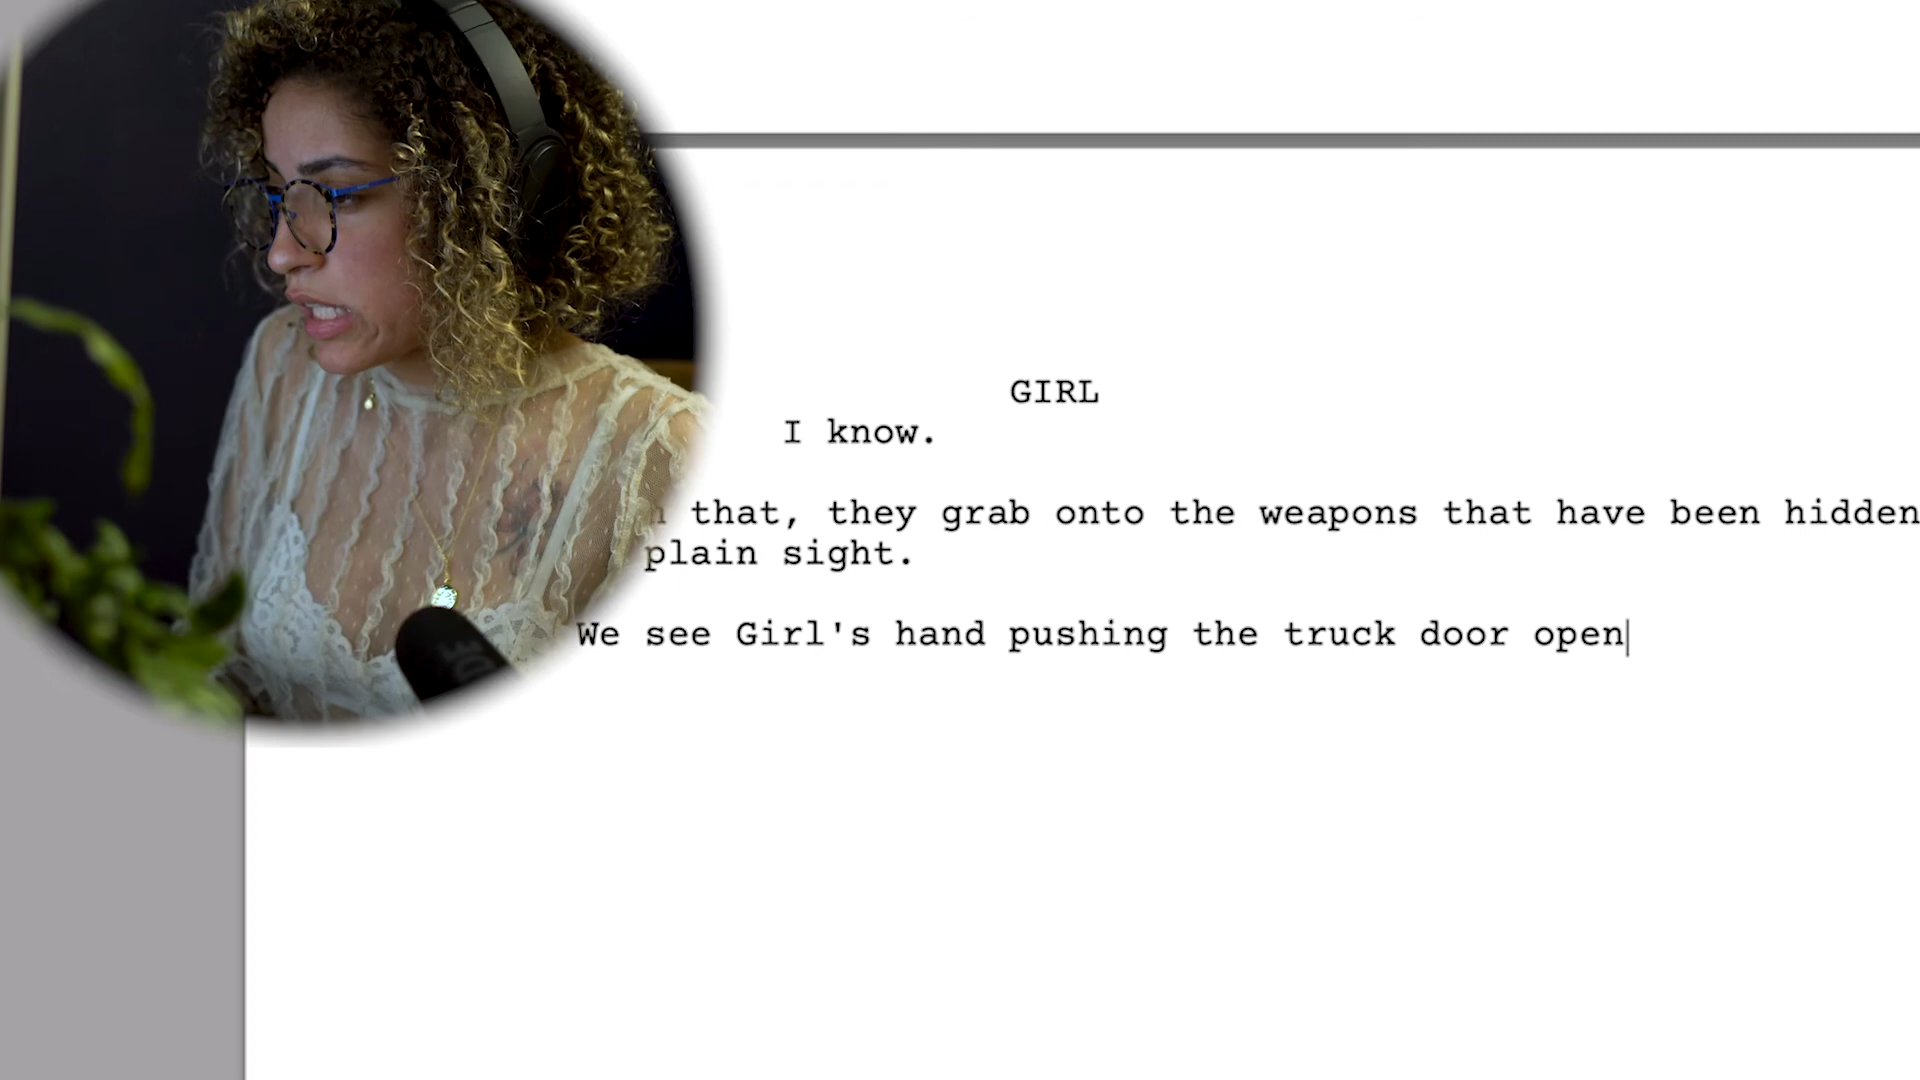 GIRL
I know.
that, they grab onto the weapons that have been hidden
plain sight.
We see Girl's hand pushing the truck door open